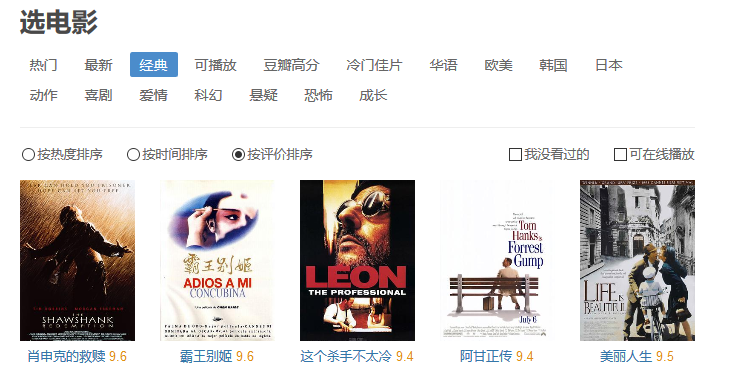 选电影
热门 最新 经典 可播放 豆瓣高分 冷门佳片 华语 欧美 韩国 日本
动作 喜剧 爱情 科幻 悬疑 恐怖 成长
按热度排序 按时间排序 按评价排序 我没看过的 可在线播放
THE
SHAWSHANK
REDEMPTION
霸王别姬
ADIOS A MI
CONCUBINA
LEON
THE PROFESSIONAL
Tom
Hanks is
Forrest
Gump
July 6
LIFE IS
BEAUTIFUL
肖申克的救赎 9.6 霸王别姬 9.6 这个杀手不太冷 9.4 阿甘正传 9.4 美丽人生 9.5